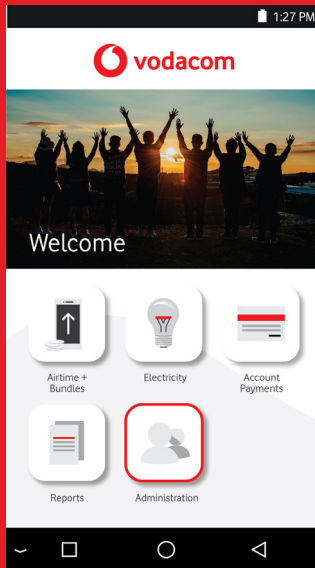 1:27 PM
vodacom
Welcome
Airtime +
Bundles
Electricity
Account
Payments
Reports
Administration